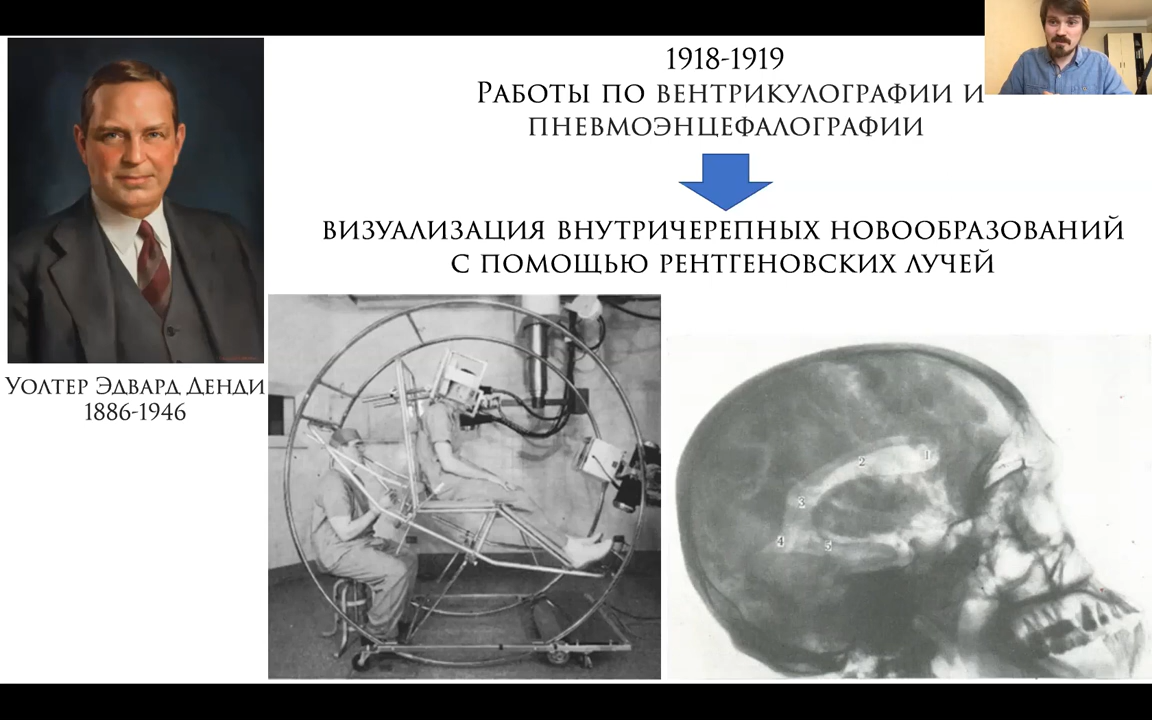 1918-1919
Работы по вентрикулографии и
пневмоэнцефалографии
визуализация внутричерепных новообразований
с помощью рентгеновских лучей
Уолтер Эдвард Денди
1886-1946
1
2
3
4
5